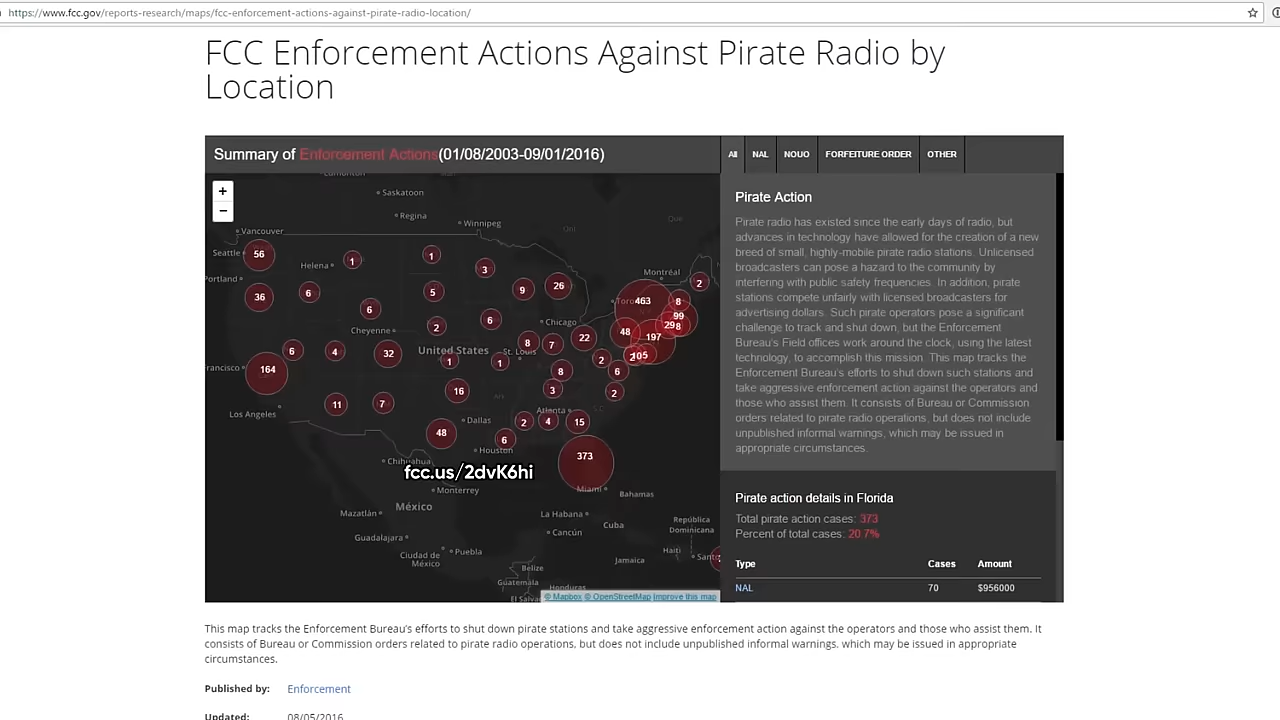 https://www.fcc.gov/reports-research/maps/fcc-enforcement-actions-against-pirate-radio-location/
FCC Enforcement Actions Against Pirate Radio by
Location
Summary of Enforcement Actions(01/08/2003-09/01/2016)
All
NAL
NOUO
FORFEITURE ORDER
OTHER
+
−
Saskatoon
Regina
Winnipeg
Vancouver
Seattle
56
Helena
1
1
3
Portland
36
6
5
9
26
Montréal
2
463
8
99
298
6
Cheyenne
2
6
Chicago
48
197
105
6
4
32
United States
St. Louis
8
7
22
2
6
164
1
1
8
Los Angeles
11
7
16
3
2
Atlanta
Dallas
2
4
15
48
6
Houston
373
Chihuahua
fcc.us/2dvK6hi
Monterrey
Miami
Bahamas
Mazatlán
México
La Habana
Cuba
República
Dominicana
Guadalajara
Cancún
Ciudad de
México
Puebla
Jamaica
Haiti
Belize
Guatemala
Honduras
© Mapbox © OpenStreetMap Improve this map
Pirate Action
Pirate radio has existed since the early days of radio, but
advances in technology have allowed for the creation of a new
breed of small, highly-mobile pirate radio stations. Unlicensed
broadcasters can pose a hazard to the community by
interfering with public safety frequencies. In addition, pirate
stations compete unfairly with licensed broadcasters for
advertising dollars. Such pirate operators pose a significant
challenge to track and shut down, but the Enforcement
Bureau's Field offices work around the clock, using the latest
technology, to accomplish this mission. This map tracks the
Enforcement Bureau's efforts to shut down such stations and
take aggressive enforcement action against the operators and
those who assist them. It consists of Bureau or Commission
orders related to pirate radio operations, but does not include
unpublished informal warnings, which may be issued in
appropriate circumstances.
Pirate action details in Florida
Total pirate action cases: 373
Percent of total cases: 20.7%
Type Cases Amount
NAL 70 $956000
This map tracks the Enforcement Bureau's efforts to shut down pirate stations and take aggressive enforcement action against the operators and those who assist them. It
consists of Bureau or Commission orders related to pirate radio operations, but does not include unpublished informal warnings. which may be issued in appropriate
circumstances.
Published by: Enforcement
Updated: 08/05/2016